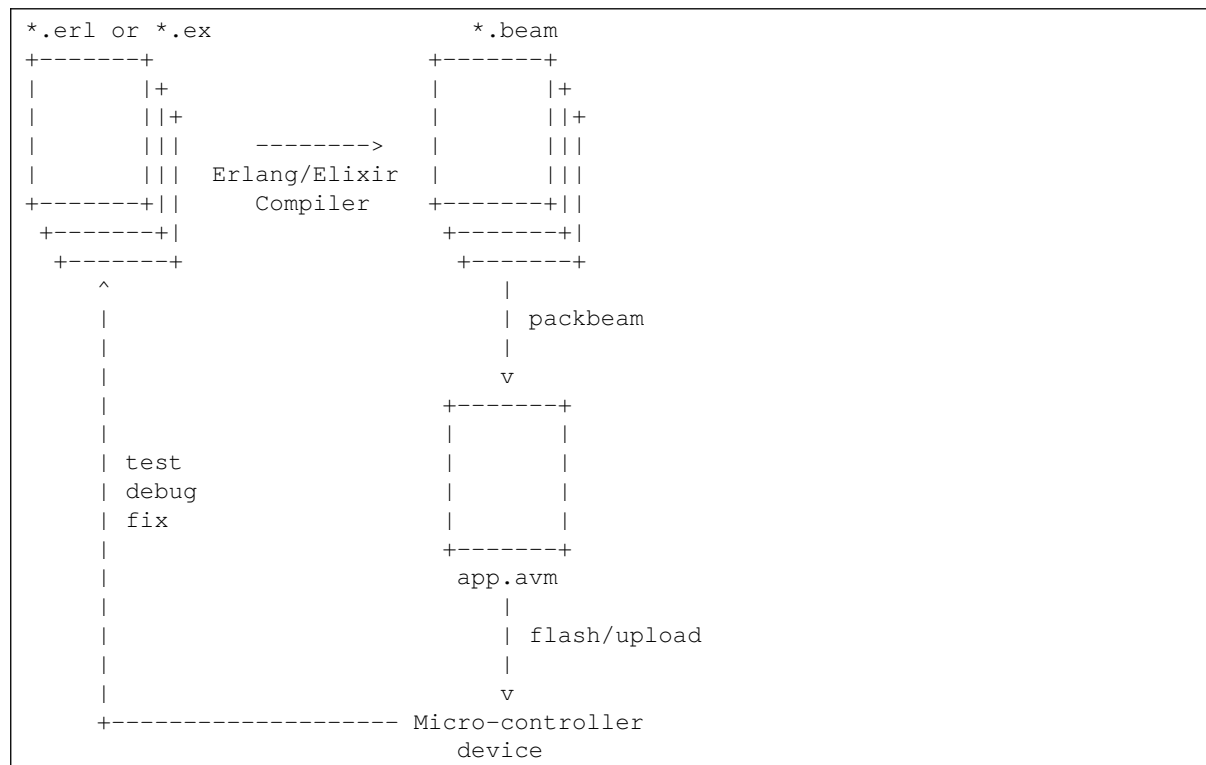 *.erl or *.ex                  *.beam
+-------+                   +-------+
|       |+                  |       |+
|       ||+                 |       ||+
|       |||     -------->   |       |||
|       |||  Erlang/Elixir  |       |||
+-------+||     Compiler    +-------+||
 +-------+|                  +-------+|
  +-------+                   +-------+
     ^                           |
     |                           | packbeam
     |                           |
     |                           v
     |                       +-------+
     |                       |       |
     | test                  |       |
     | debug                 |       |
     | fix                   |       |
     |                       +-------+
     |                        app.avm
     |                           |
     |                           | flash/upload
     |                           |
     |                           v
     +-------------------- Micro-controller
                              device